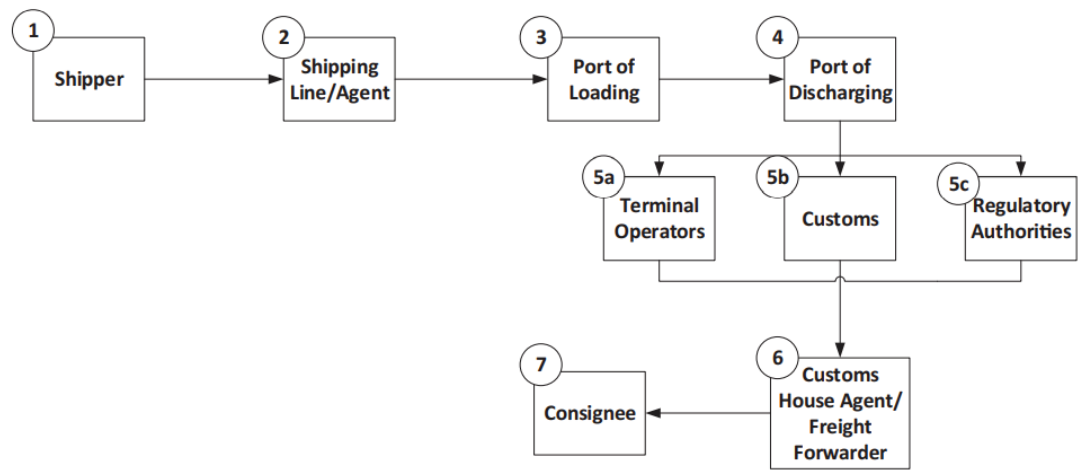 1
Shipper
2
Shipping
Line/Agent
3
Port of
Loading
4
Port of
Discharging
5a
Terminal
Operators
5b
Customs
5c
Regulatory
Authorities
6
Customs
House Agent/
Freight
Forwarder
7
Consignee